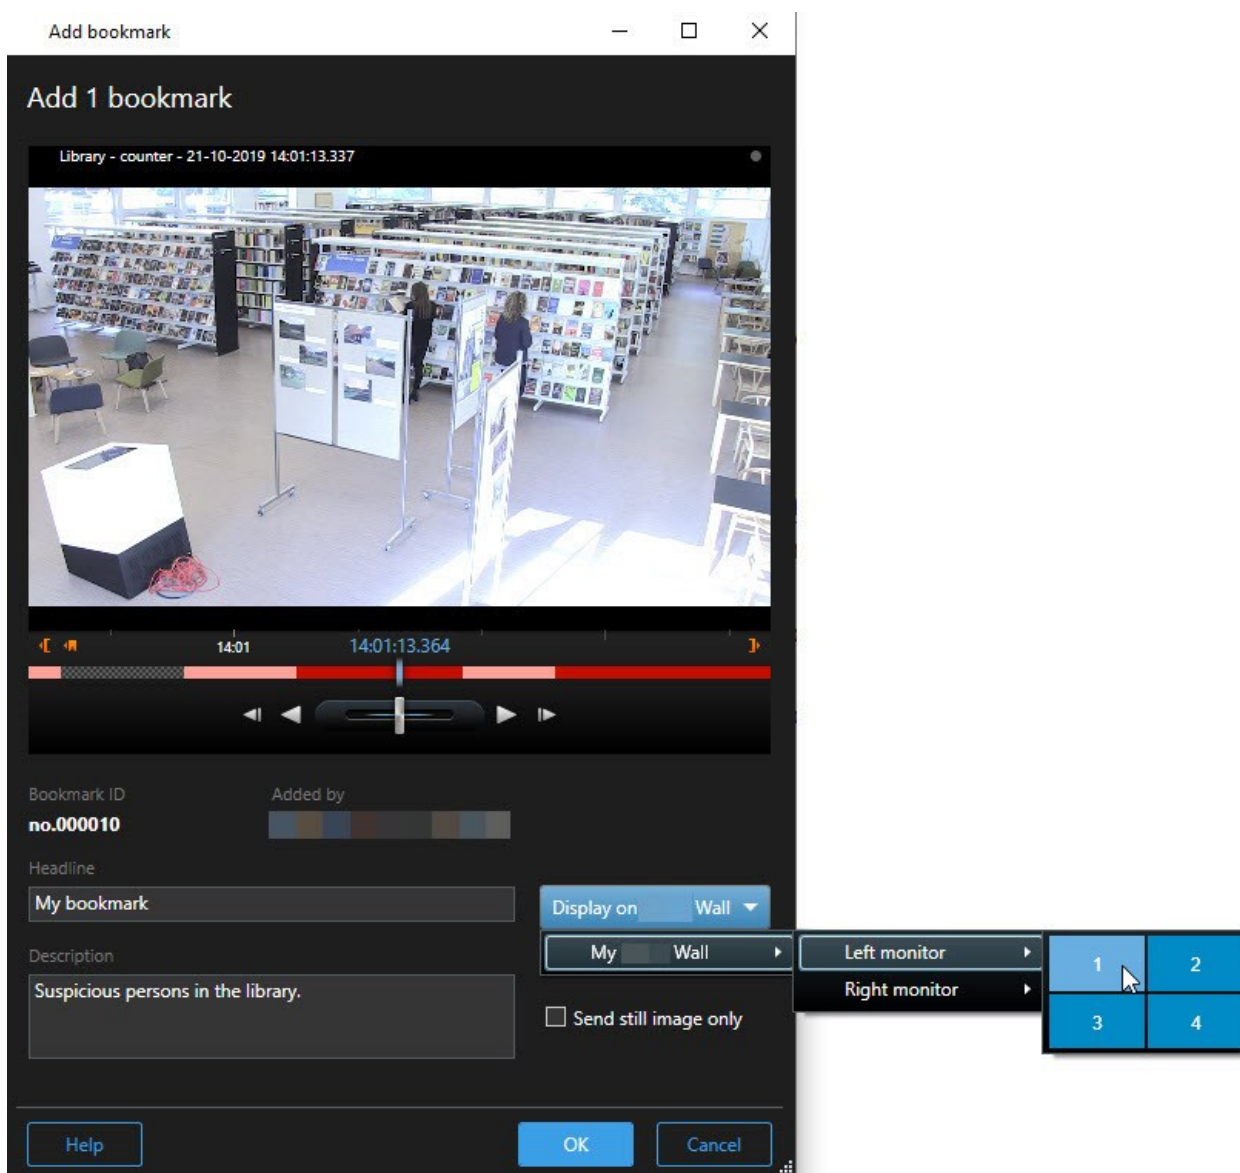 Add bookmark
Add 1 bookmark
Library - counter - 21-10-2019 14:01:13.337
14:01
14:01:13.364
Bookmark ID
Added by
no.000010
Headline
My bookmark
Display on Wall
My Wall
Left monitor
1
2
Description
Suspicious persons in the library.
Right monitor
Send still image only
3
4
Help
OK
Cancel